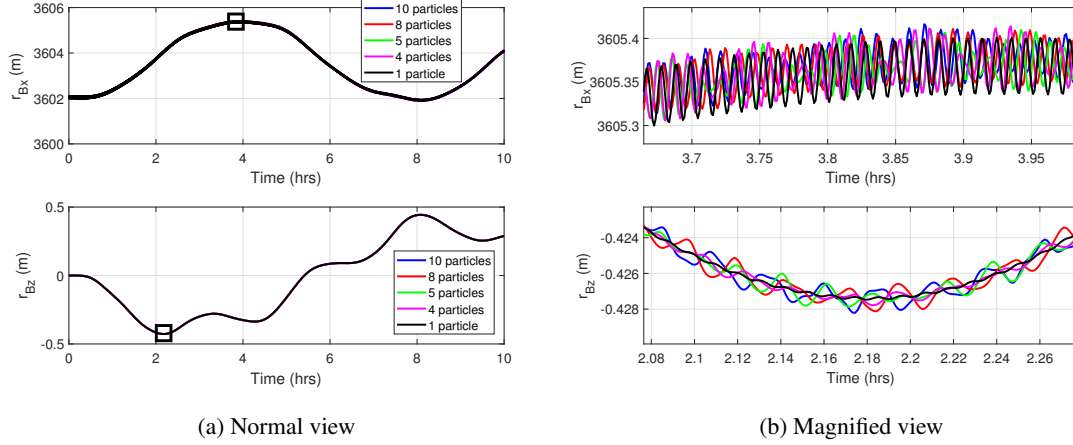 3606
3604
3602
3600
r_Bx (m)
0 2 4 6 8 10
Time (hrs)
10 particles
8 particles
5 particles
4 particles
1 particle
3605.4
3605.35
3605.3
r_Bx (m)
3.7 3.75 3.8 3.85 3.9 3.95
Time (hrs)
0.5
0
-0.5
r_Bz (m)
0 2 4 6 8 10
Time (hrs)
10 particles
8 particles
5 particles
4 particles
1 particle
-0.424
-0.426
-0.428
r_Bz (m)
2.08 2.1 2.12 2.14 2.16 2.18 2.2 2.22 2.24 2.26
Time (hrs)
(a) Normal view
(b) Magnified view